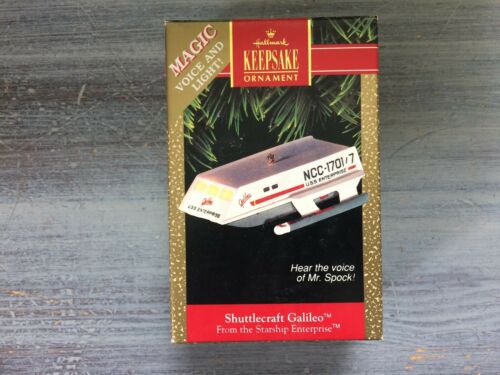 MAGIC
VOICE AND
LIGHT!
Hallmark
KEEPSAKE
ORNAMENT
NCC-1701/7
U.S.S. ENTERPRISE
Galileo
U.S.S. ENTERPRISE
Hear the voice
of Mr. Spock!
Shuttlecraft Galileo™
From the Starship Enterprise™